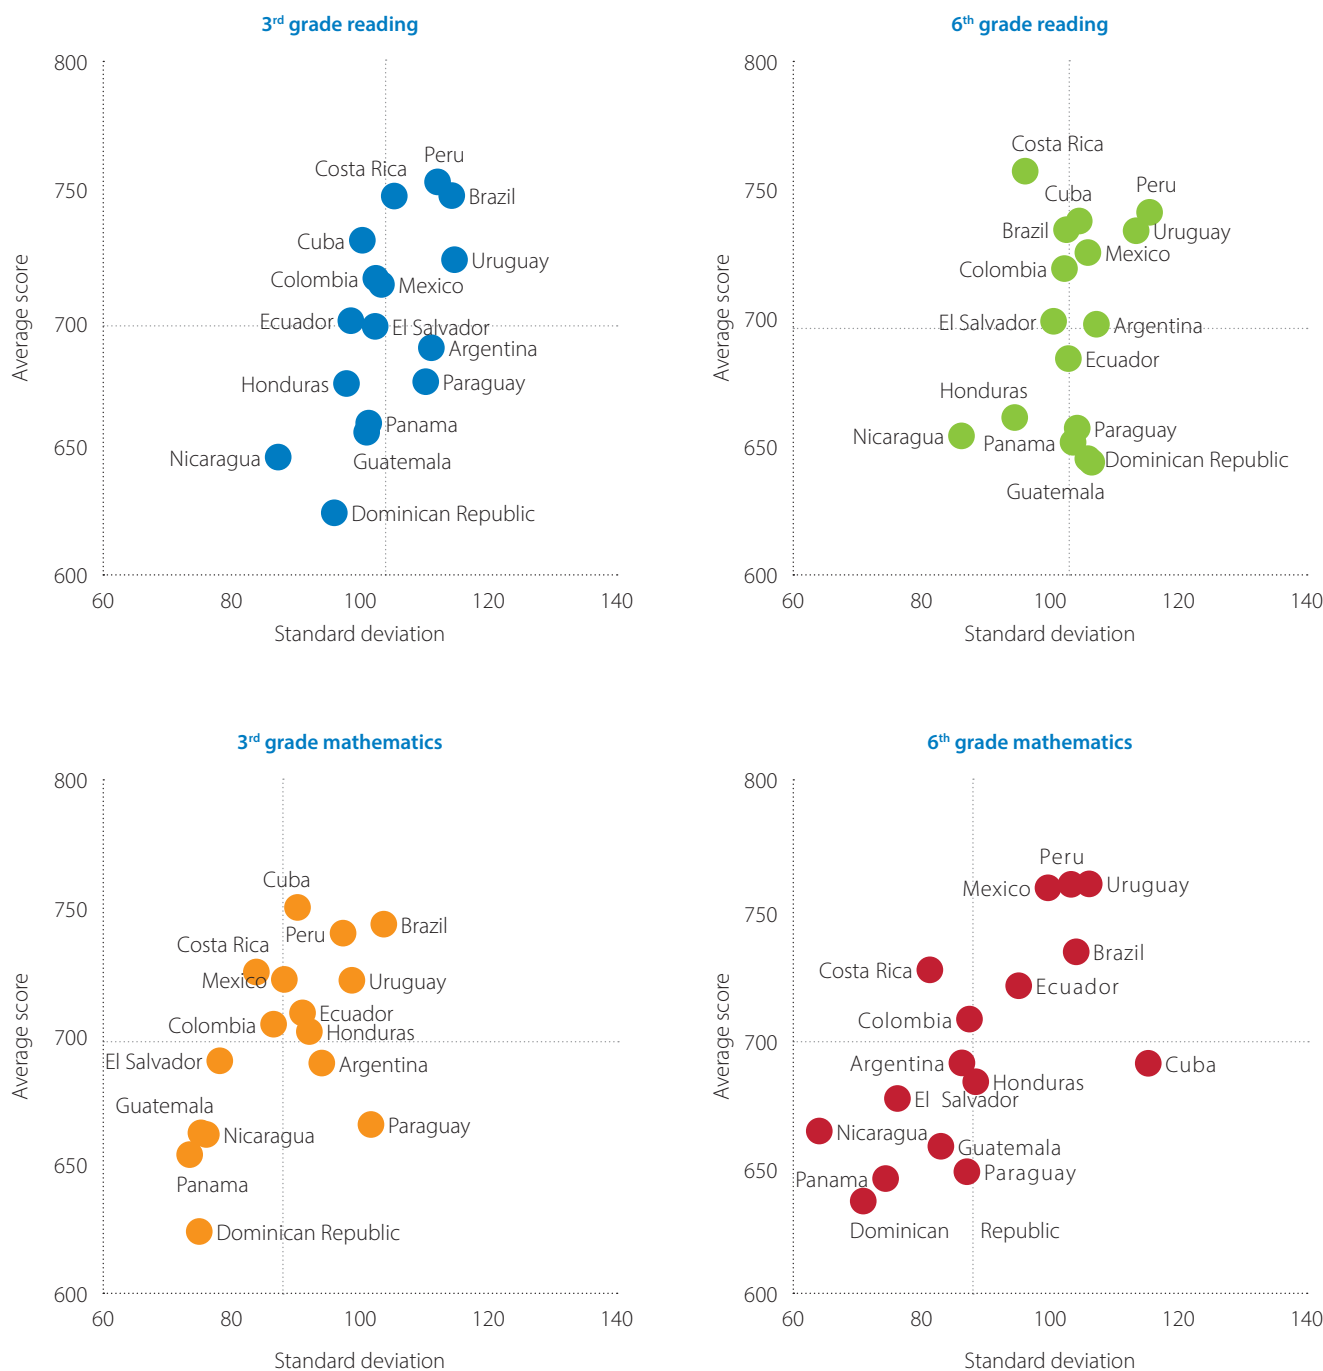 3rd grade reading
800
750
700
650
600
Average score
Costa Rica
Peru
Brazil
Cuba
Uruguay
Colombia
Mexico
Ecuador
El Salvador
Argentina
Honduras
Paraguay
Panama
Nicaragua
Guatemala
Dominican Republic
60 80 100 120 140
Standard deviation
6th grade reading
800
750
700
650
600
Average score
Costa Rica
Cuba
Peru
Brazil
Uruguay
Mexico
Colombia
El Salvador
Argentina
Ecuador
Honduras
Nicaragua
Paraguay
Panama
Dominican Republic
Guatemala
60 80 100 120 140
Standard deviation
3rd grade mathematics
800
750
700
650
600
Average score
Cuba
Brazil
Peru
Costa Rica
Mexico
Uruguay
Ecuador
Colombia
Honduras
El Salvador
Argentina
Guatemala
Nicaragua
Paraguay
Panama
Dominican Republic
60 80 100 120 140
Standard deviation
6th grade mathematics
800
750
700
650
600
Average score
Peru
Mexico
Uruguay
Brazil
Costa Rica
Ecuador
Colombia
Argentina
Cuba
Honduras
El Salvador
Nicaragua
Guatemala
Panama
Paraguay
Dominican Republic
60 80 100 120 140
Standard deviation